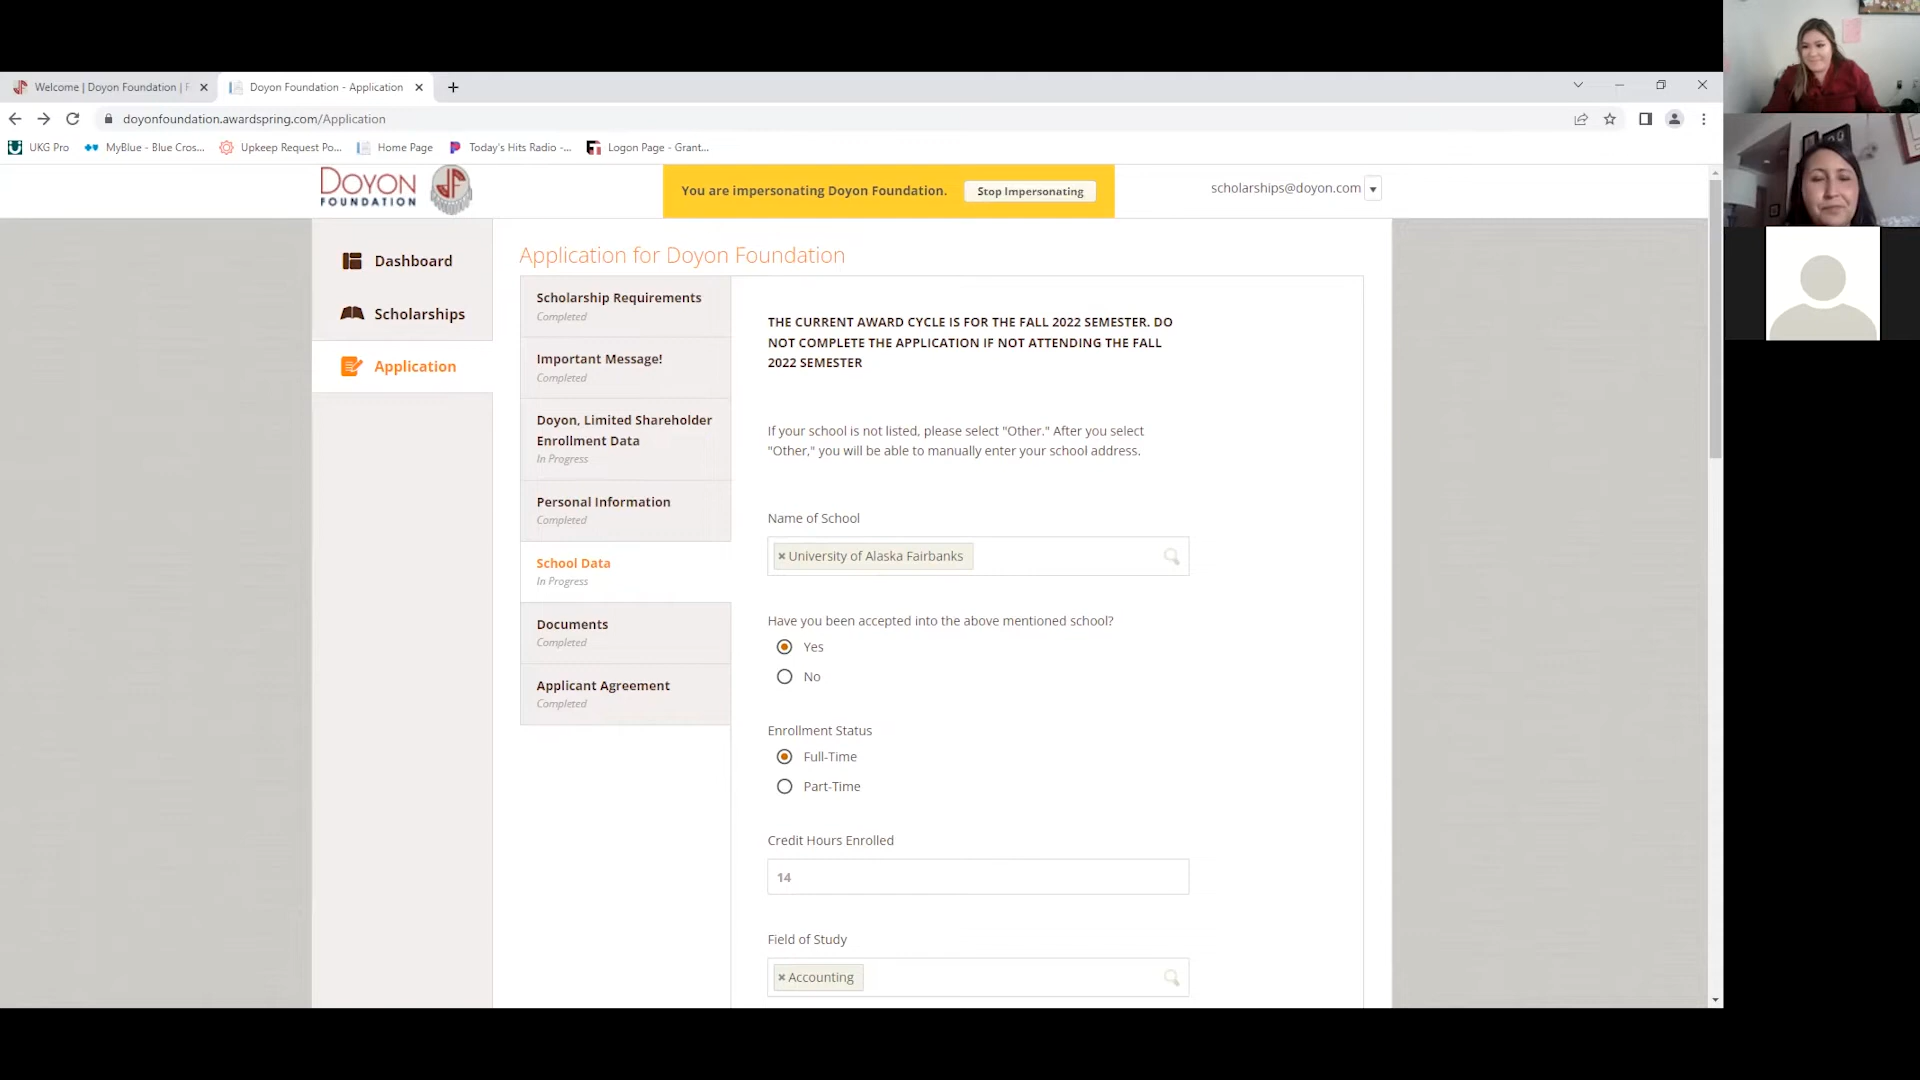 Welcome | Doyon Foundation | F
Doyon Foundation - Application
doyonfoundation.awardspring.com/Application
UKG Pro
MyBlue - Blue Cros...
Upkeep Request Po...
Home Page
Today's Hits Radio -...
Logon Page - Grant...
DOYON
FOUNDATION
You are impersonating Doyon Foundation.
Stop Impersonating
scholarships@doyon.com
Dashboard
Scholarships
Application
Application for Doyon Foundation
Scholarship Requirements
Completed
Important Message!
Completed
Doyon, Limited Shareholder
Enrollment Data
In Progress
Personal Information
Completed
School Data
In Progress
Documents
Completed
Applicant Agreement
Completed
THE CURRENT AWARD CYCLE IS FOR THE FALL 2022 SEMESTER. DO
NOT COMPLETE THE APPLICATION IF NOT ATTENDING THE FALL
2022 SEMESTER
If your school is not listed, please select "Other." After you select
"Other," you will be able to manually enter your school address.
Name of School
× University of Alaska Fairbanks
Have you been accepted into the above mentioned school?
Yes
No
Enrollment Status
Full-Time
Part-Time
Credit Hours Enrolled
14
Field of Study
× Accounting